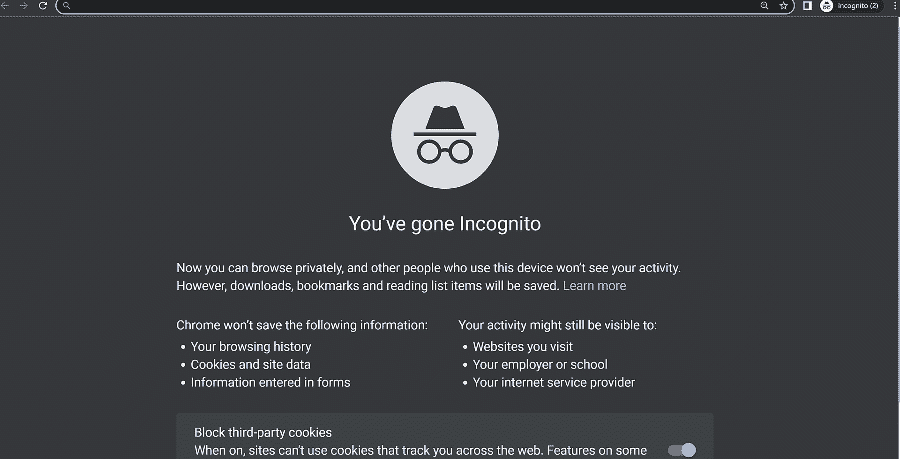 Incognito (2)
You've gone Incognito
Now you can browse privately, and other people who use this device won't see your activity.
However, downloads, bookmarks and reading list items will be saved. Learn more
Chrome won't save the following information:
Your browsing history
Cookies and site data
Information entered in forms
Your activity might still be visible to:
Websites you visit
Your employer or school
Your internet service provider
Block third-party cookies
When on, sites can't use cookies that track you across the web. Features on some